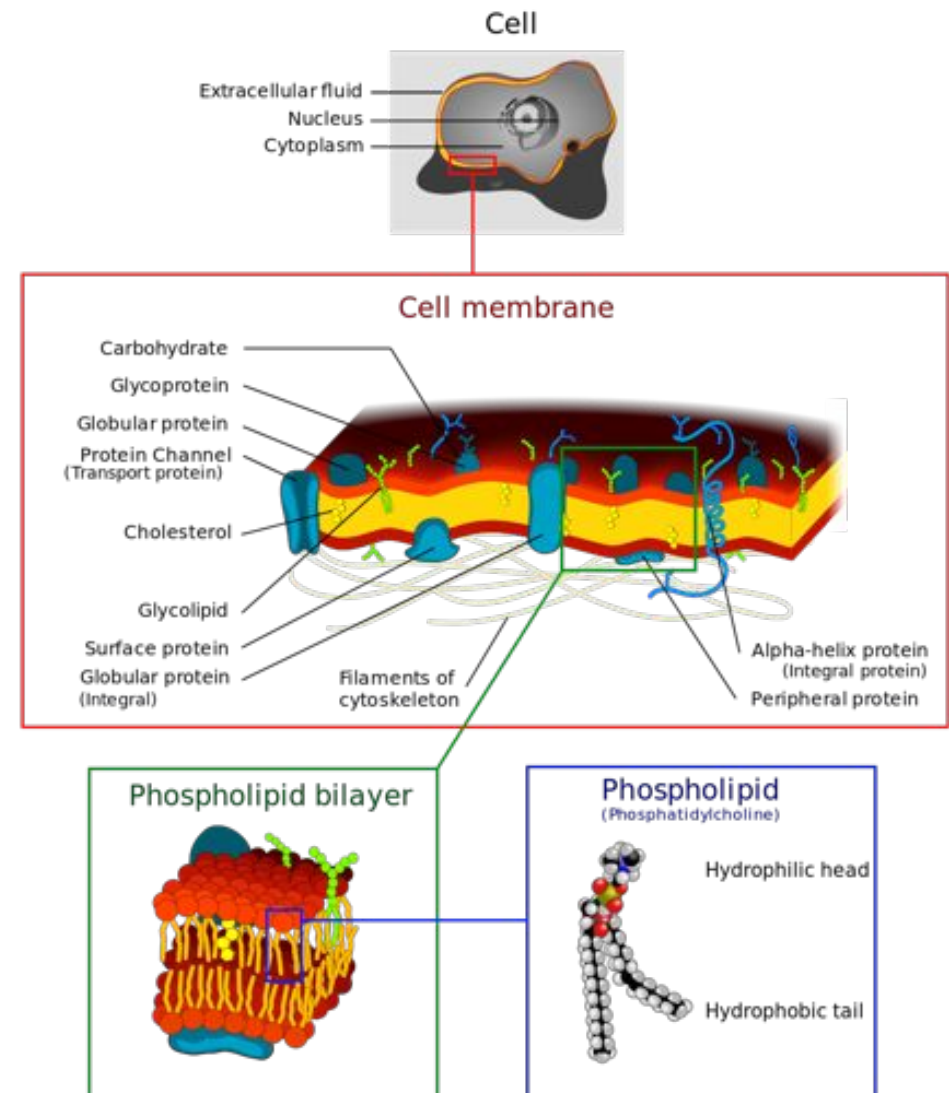 Cell
Extracellular fluid
Nucleus
Cytoplasm
Cell membrane
Carbohydrate
Glycoprotein
Globular protein
Protein Channel
(Transport protein)
Cholesterol
Glycolipid
Surface protein
Globular protein
(Integral)
Filaments of
cytoskeleton
Alpha-helix protein
(Integral protein)
Peripheral protein
Phospholipid bilayer
Phospholipid
(Phosphatidylcholine)
Hydrophilic head
Hydrophobic tail